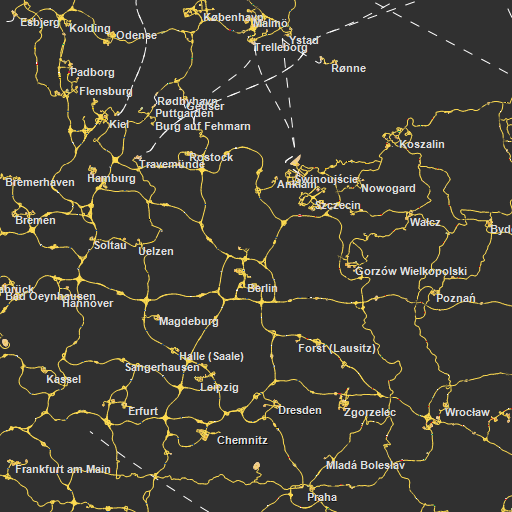 Esbjerg
Kolding
København
Malmö
Odense
Ystad
Trelleborg
Padborg
Rønne
Flensburg
Rødbyhavn
Gedser
Puttgarden
Kiel
Burg auf Fehmarn
Koszalin
Travemünde
Rostock
Hamburg
Bremerhaven
Świnoujście
Anklam
Nowogard
Szczecin
Bremen
Wałcz
Soltau
Uelzen
Gorzów Wielkopolski
Berlin
Bad Oeynhausen
Poznań
Hannover
Magdeburg
Forst (Lausitz)
Halle (Saale)
Sangerhausen
Kassel
Leipzig
Erfurt
Dresden
Zgorzelec
Wrocław
Chemnitz
Frankfurt am Main
Mladá Boleslav
Praha